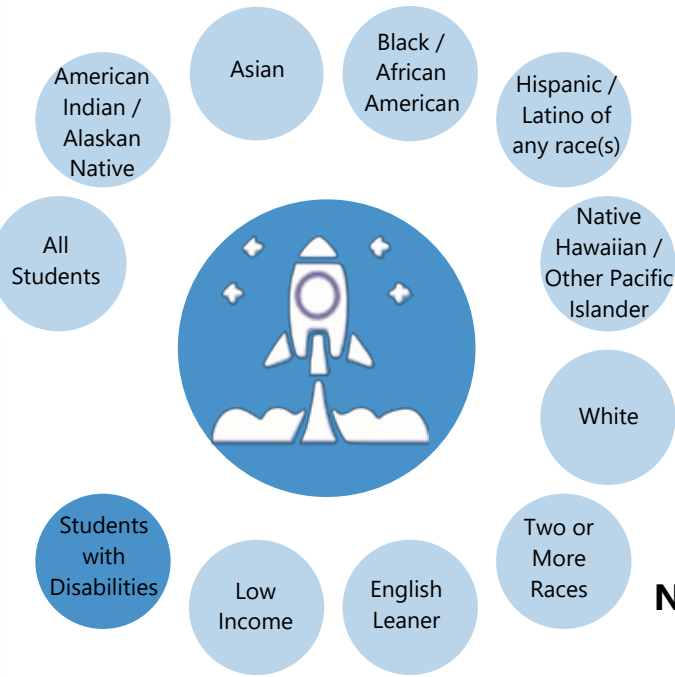 American
Indian /
Alaskan
Native
Asian
Black /
African
American
Hispanic /
Latino of
any race(s)
All
Students
Native
Hawaiian /
Other Pacific
Islander
White
Students
with
Disabilities
Low
Income
English
Leaner
Two or
More
Races
N